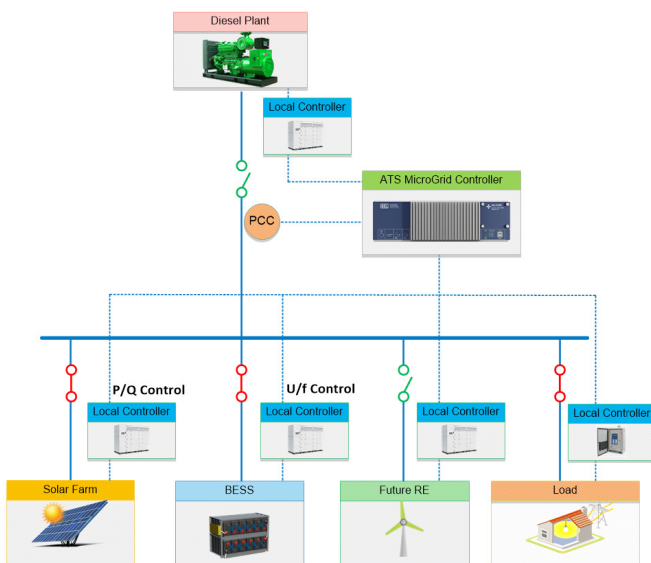 Diesel Plant
Local Controller
ATS MicroGrid Controller
PCC
P/Q Control
U/f Control
Local Controller
Local Controller
Local Controller
Local Controller
Solar Farm
BESS
Future RE
Load